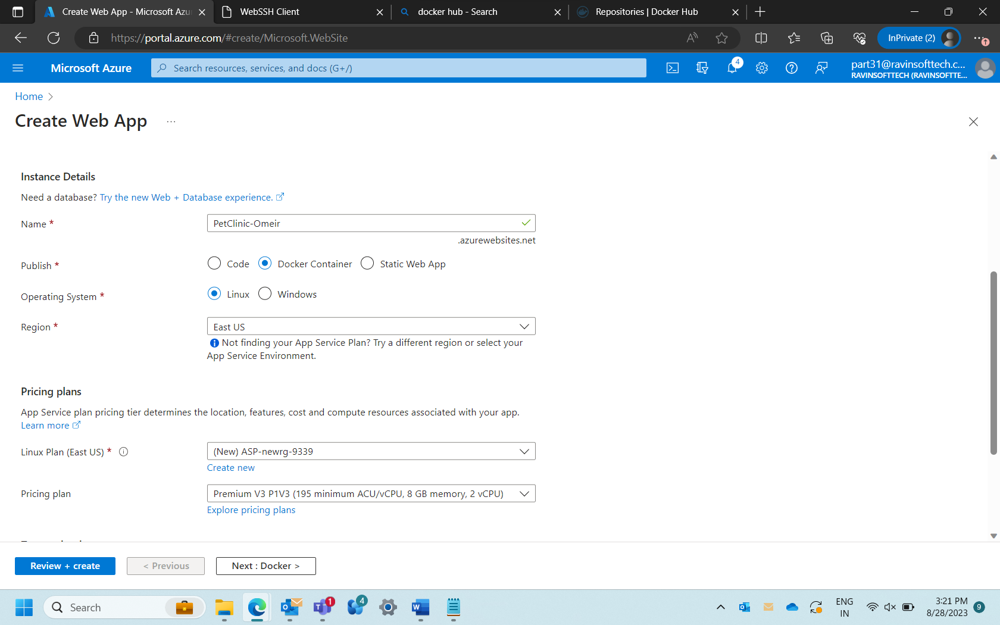 Create Web App - Microsoft Azu
WebSSH Client
docker hub - Search
Repositories | Docker Hub
https://portal.azure.com/#create/Microsoft.WebSite
InPrivate (2)
Microsoft Azure
Search resources, services, and docs (G+/)
4
part31@ravinsofttech.c...
RAVINSOFTTECH (RAVINSOFTTE...
Home
Create Web App
Instance Details
Need a database? Try the new Web + Database experience.
Name *
PetClinic-Omeir
.azurewebsites.net
Publish *
Code
Docker Container
Static Web App
Operating System *
Linux
Windows
Region *
East US
Not finding your App Service Plan? Try a different region or select your
App Service Environment.
Pricing plans
App Service plan pricing tier determines the location, features, cost and compute resources associated with your app.
Learn more
Linux Plan (East US) *
(New) ASP-newrg-9339
Create new
Pricing plan
Premium V3 P1V3 (195 minimum ACU/vCPU, 8 GB memory, 2 vCPU)
Explore pricing plans
Review + create
< Previous
Next : Docker >
Search
1
4
ENG
IN
3:21 PM
8/28/2023
9